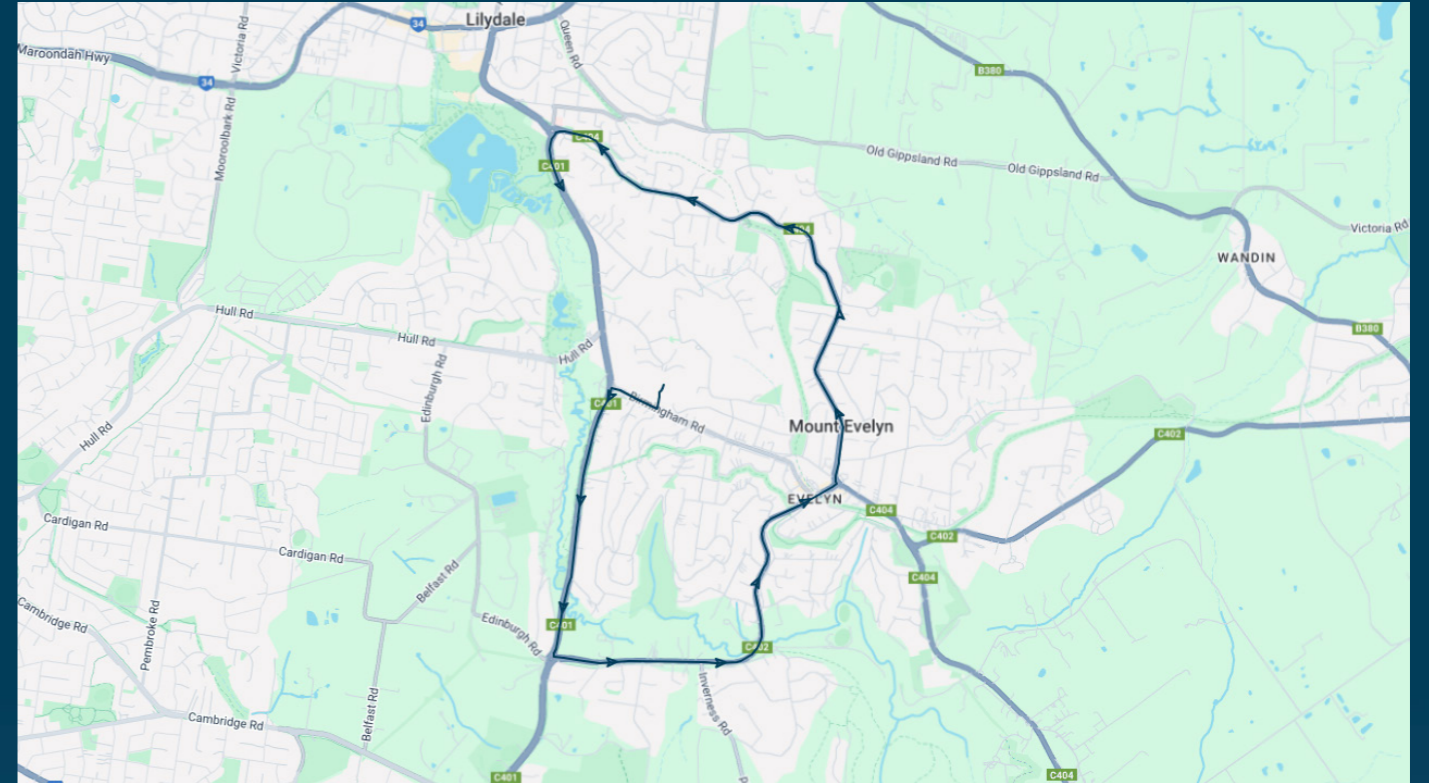 Lilydale
34
Maroondah Hwy
Victoria Rd
34
Queen Rd
B380
Mooroolbark Rd
C404
C401
Old Gippsland Rd
Old Gippsland Rd
Victoria Rd
WANDIN
Hull Rd
B380
Hull Rd
Hull Rd
Edinburgh Rd
C401
Birmingham Rd
Mount Evelyn
Hull Rd
C402
EVELYN
C404
Cardigan Rd
C402
Cardigan Rd
Belfast Rd
C404
Cambridge Rd
Pembroke Rd
Edinburgh Rd
C401
C402
Inverness Rd
Belfast Rd
Cambridge Rd
C401
C404